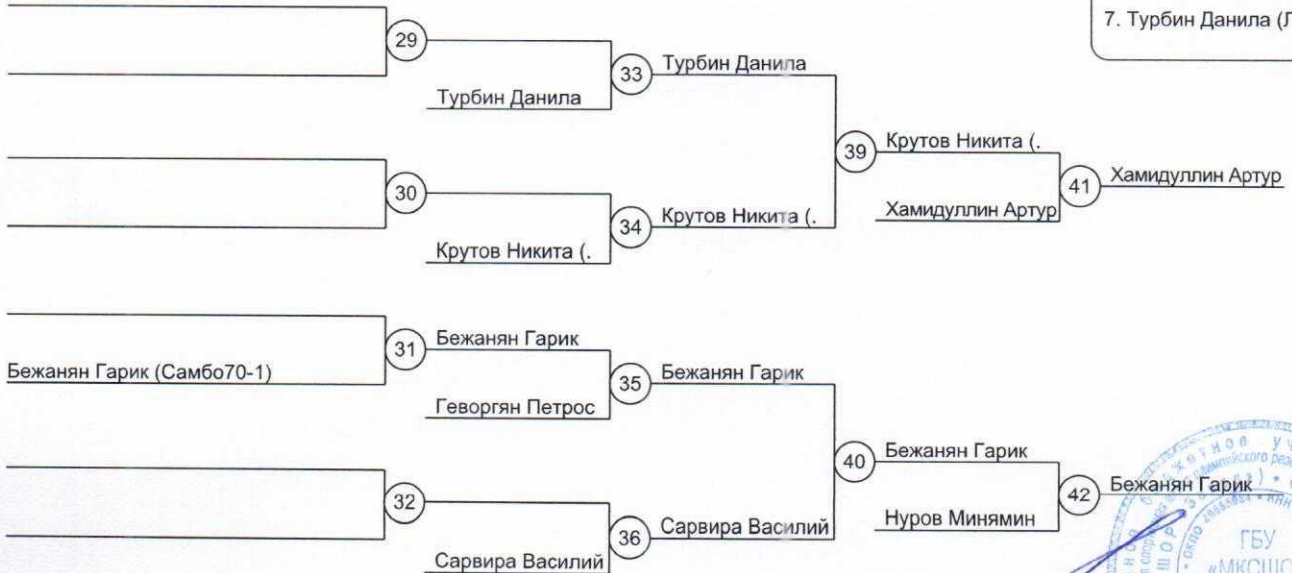 7. Турбин Данила (Л
29
33
Турбин Данила
Турбин Данила
39
Крутов Никита (.
41
Хамидуллин Артур
30
34
Крутов Никита (.
Хамидуллин Артур
Крутов Никита (.
31
Бежанян Гарик
Бежанян Гарик (Самбо70-1)
35
Бежанян Гарик
Геворгян Петрос
40
Бежанян Гарик
42
Бежанян Гарик
32
36
Сарвира Василий
Нуров Минямин
Сарвира Василий
ГБУ